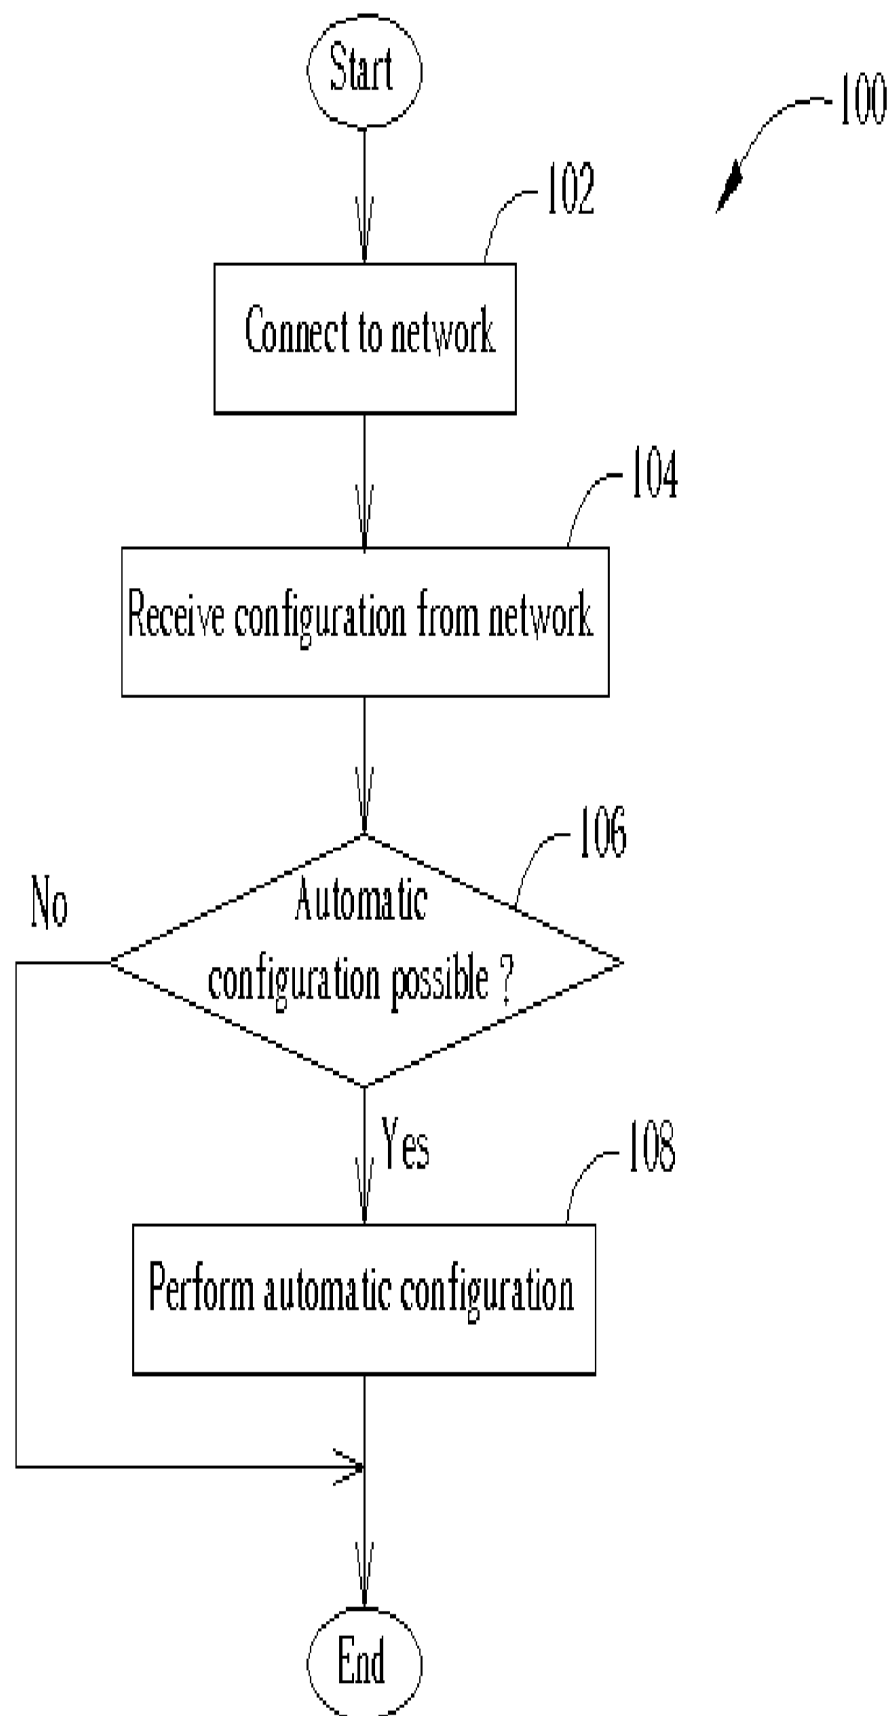 Start
100
102
Connect to network
104
Receive configuration from network
106
No
Automatic
configuration possible ?
Yes
108
Perform automatic configuration
End